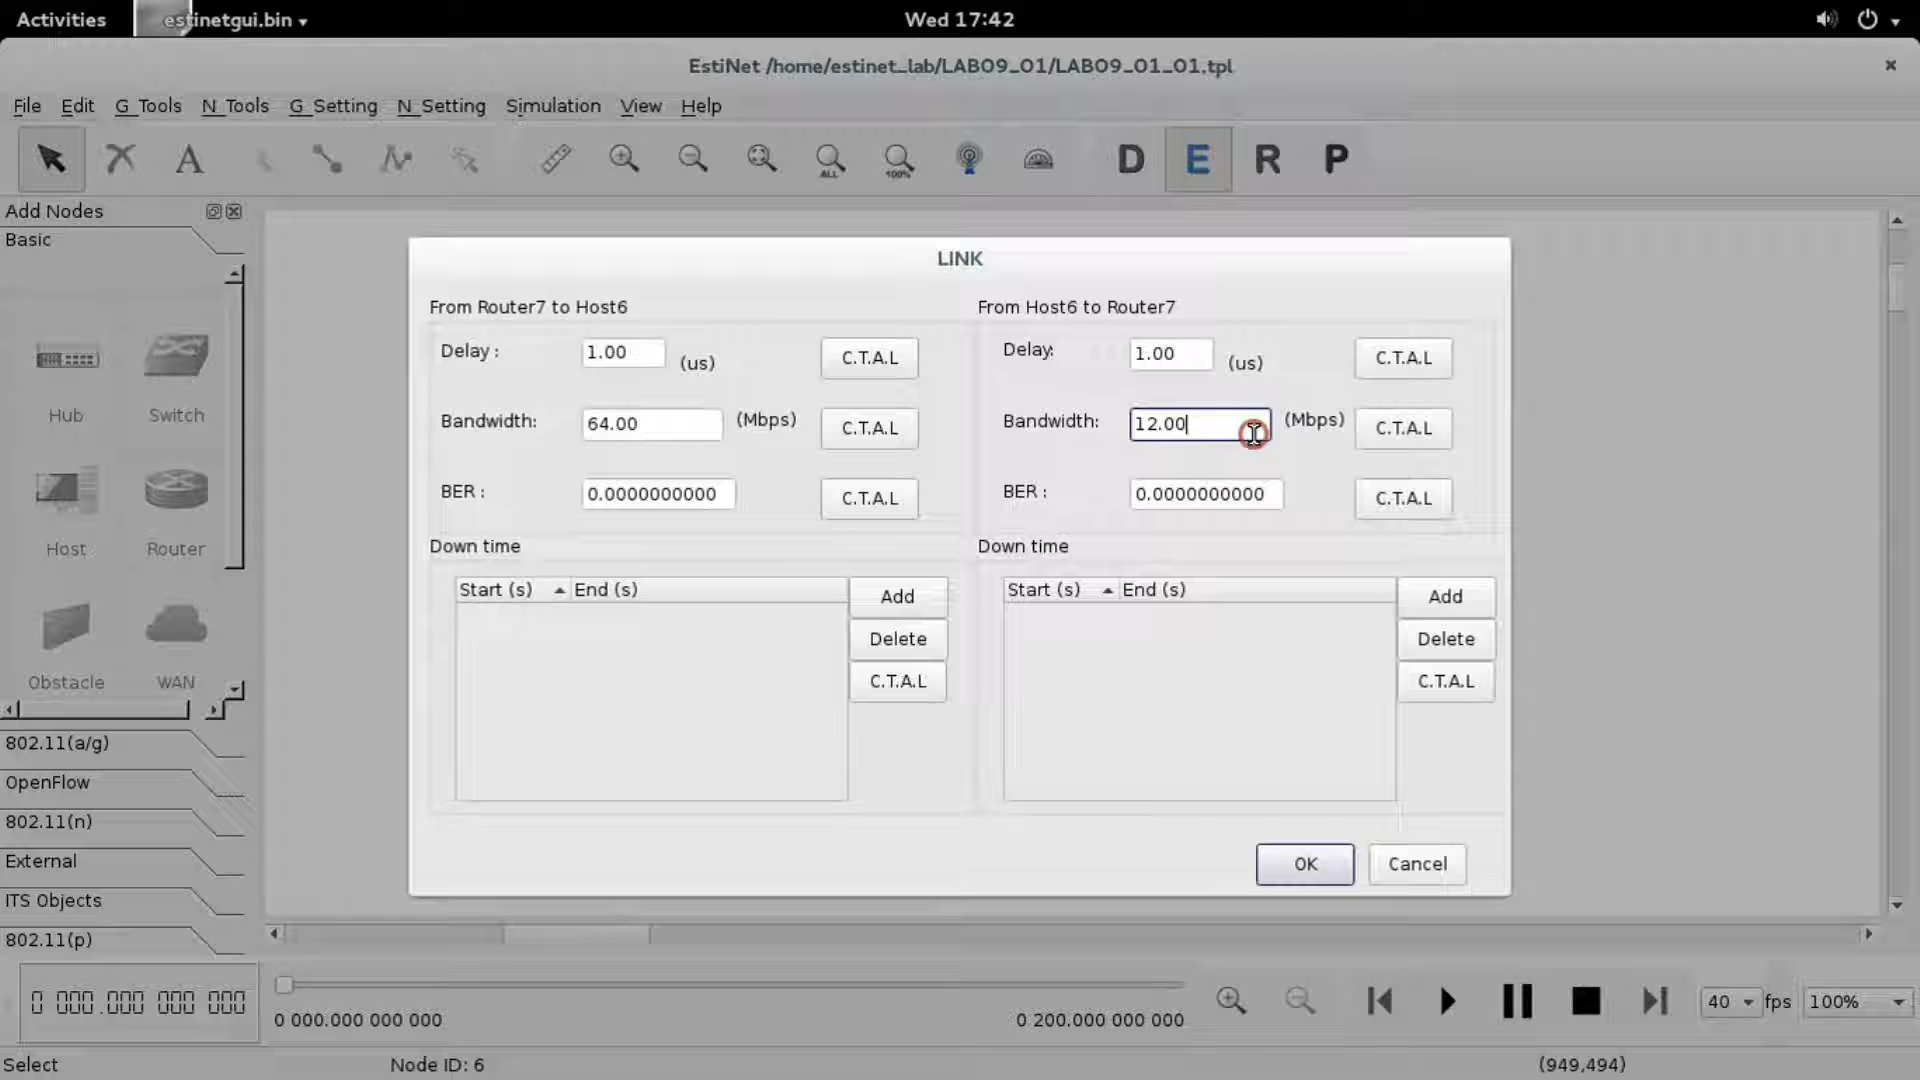 Activities estinetgui.bin Wed 17:42
EstiNet /home/estinet_lab/LAB09_01/LAB09_01_01.tpl
File Edit G_Tools N_Tools G_Setting N_Setting Simulation View Help
A ALL 100% D E R P
Add Nodes
Basic
Hub Switch
Host Router
Obstacle WAN
802.11(a/g)
OpenFlow
802.11(n)
External
ITS Objects
802.11(p)
LINK
From Router7 to Host6
Delay : 1.00 (us) C.T.A.L
Bandwidth: 64.00 (Mbps) C.T.A.L
BER : 0.0000000000 C.T.A.L
Down time
Start (s) End (s) Add
Delete
C.T.A.L
From Host6 to Router7
Delay: 1.00 (us) C.T.A.L
Bandwidth: 12.00 (Mbps) C.T.A.L
BER : 0.0000000000 C.T.A.L
Down time
Start (s) End (s) Add
Delete
C.T.A.L
OK Cancel
0 000.000 000 000
0 000.000 000 000 0 200.000 000 000
40 fps 100%
Select Node ID: 6 (949,494)